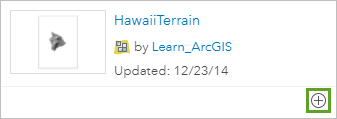 HawaiiTerrain
by Learn_ArcGIS
Updated: 12/23/14